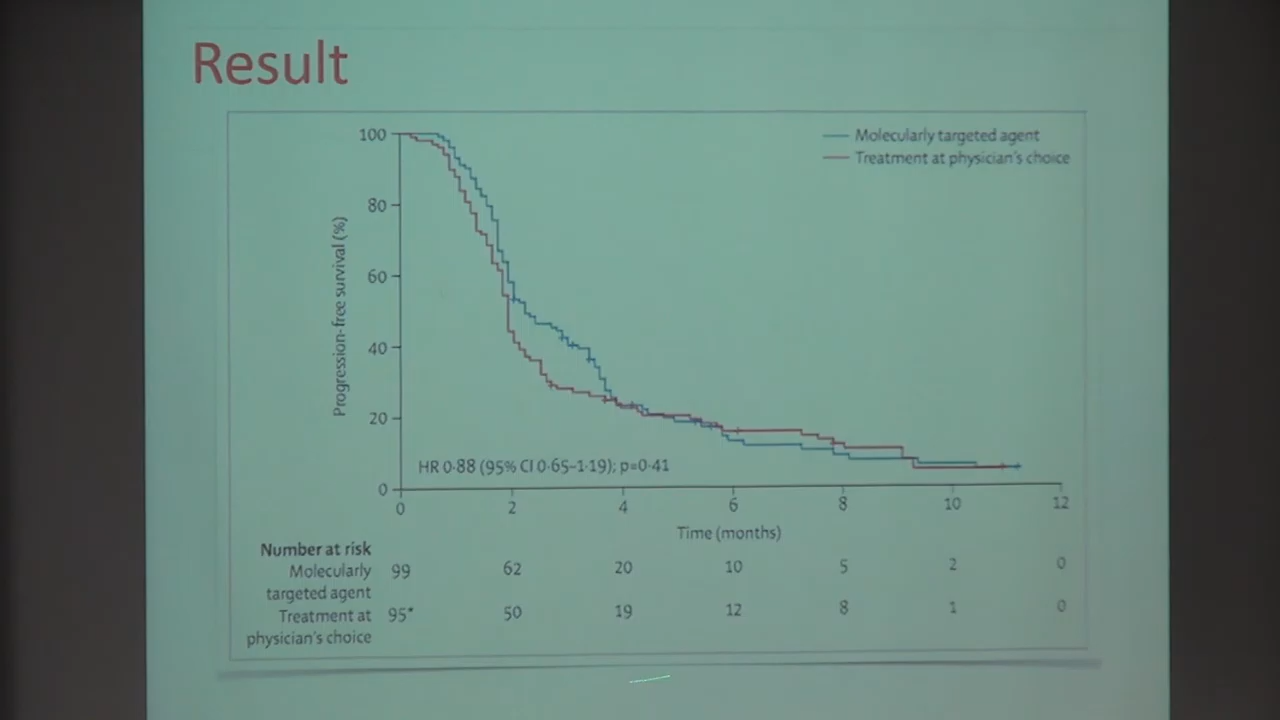 Result
Molecularly targeted agent
Treatment at physician's choice
Progression-free survival (%)
100
80
60
40
20
0
HR 0·88 (95% CI 0·65–1·19); p=0·41
0 2 4 6 8 10 12
Time (months)
Number at risk
Molecularly 99 62 20 10 5 2 0
targeted agent
Treatment at 95* 50 19 12 8 1 0
physician's choice